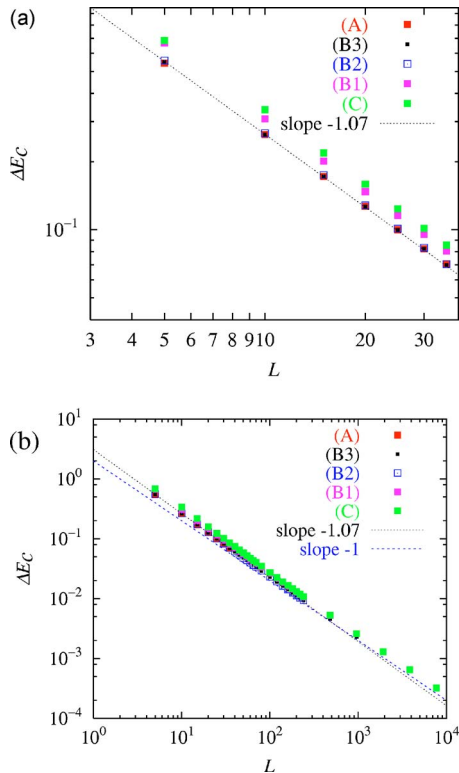 (a)
(A)
(B3)
(B2)
(B1)
(C)
slope -1.07
ΔE_C
10^{-1}
3 4 5 6 7 8 9 10 20 30
L
(b)
10^1
(A)
(B3)
(B2)
(B1)
(C)
slope -1.07
slope -1
10^0
10^{-1}
ΔE_C
10^{-2}
10^{-3}
10^{-4}
10^0 10^1 10^2 10^3 10^4
L